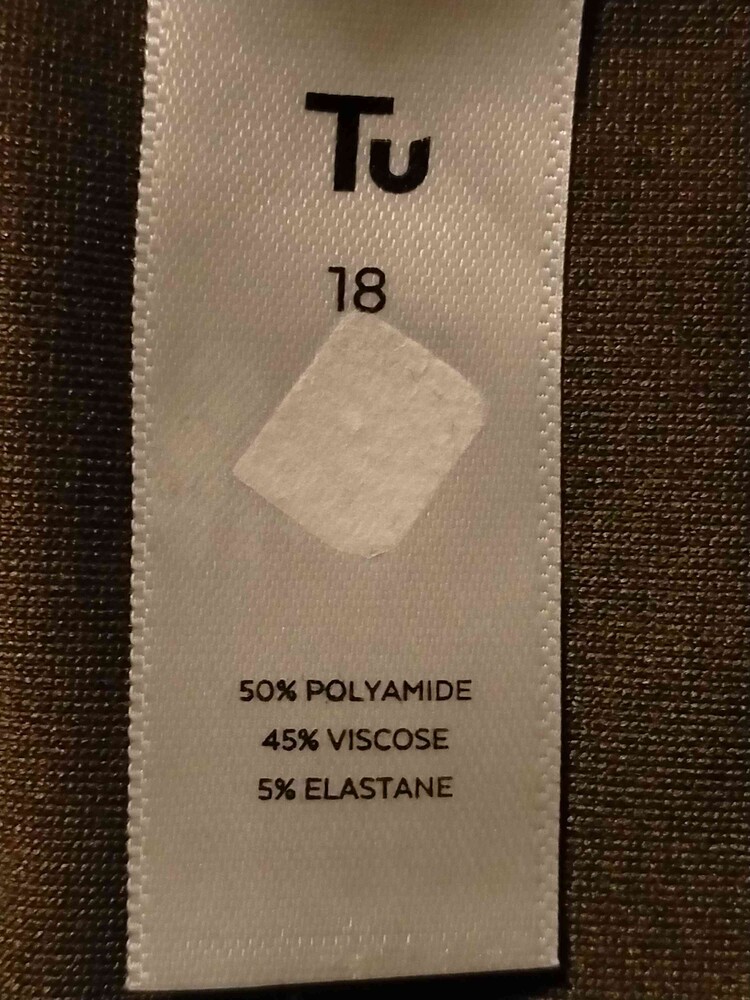 Tu
18
50% POLYAMIDE
45% VISCOSE
5% ELASTANE